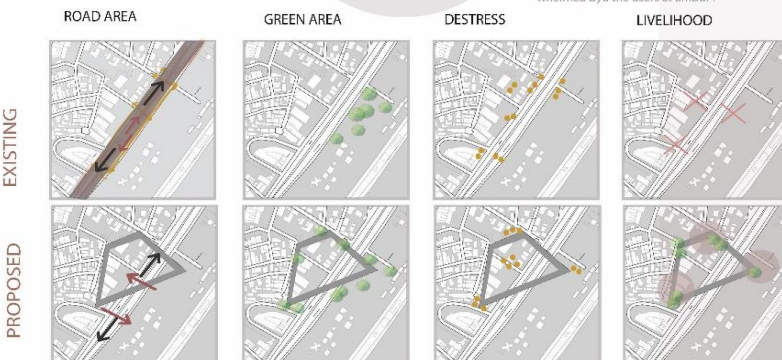 ROAD AREA
GREEN AREA
DESTRESS
LIVELIHOOD
EXISTING
PROPOSED